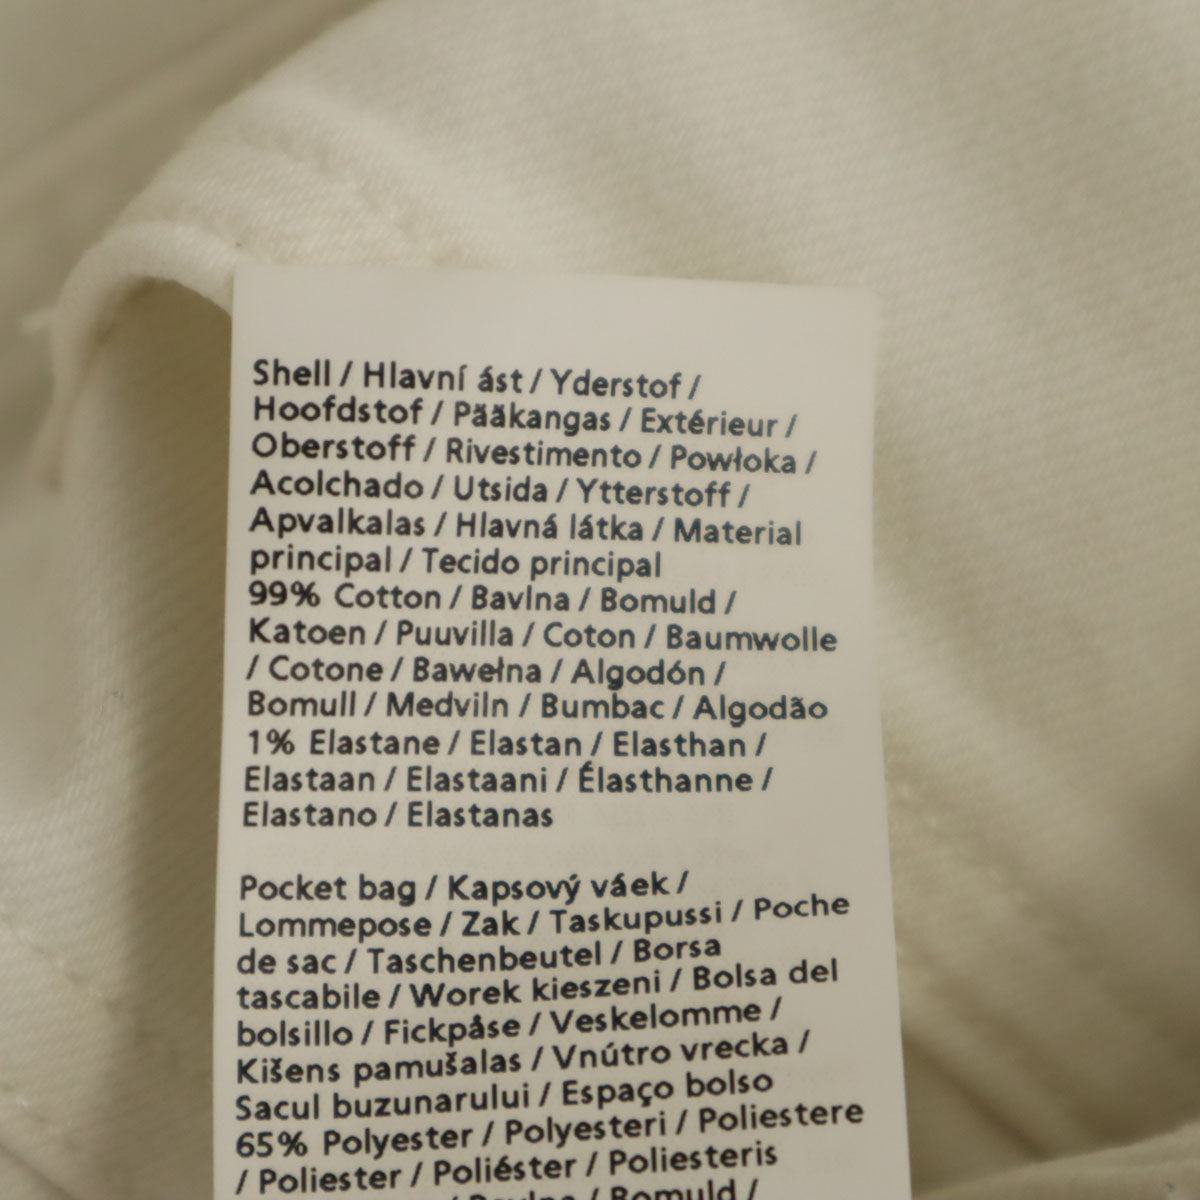 Shell / Hlavní ást / Yderstof /
Hoofdstof / Pääkangas / Extérieur /
Oberstoff / Rivestimento / Powłoka /
Acolchado / Utsida / Ytterstoff /
Apvalkalas / Hlavná látka / Material
principal / Tecido principal
99% Cotton / Bavlna / Bomuld /
Katoen / Puuvilla / Coton / Baumwolle
/ Cotone / Bawełna / Algodón /
Bomull / Medviln / Bumbac / Algodão
1% Elastane / Elastan / Elasthan /
Elastaan / Elastaani / Élasthanne /
Elastano / Elastanas
Pocket bag / Kapsový váek /
Lommepose / Zak / Taskupussi / Poche
de sac / Taschenbeutel / Borsa
tascabile / Worek kieszeni / Bolsa del
bolsillo / Fickpåse / Veskelomme /
Kišens pamušalas / Vnútro vrecka /
Sacul buzunarului / Espaço bolso
65% Polyester / Polyesteri / Poliestere
/ Poliester / Poliéster / Poliesteris
/ Bavlna / Bomuld /